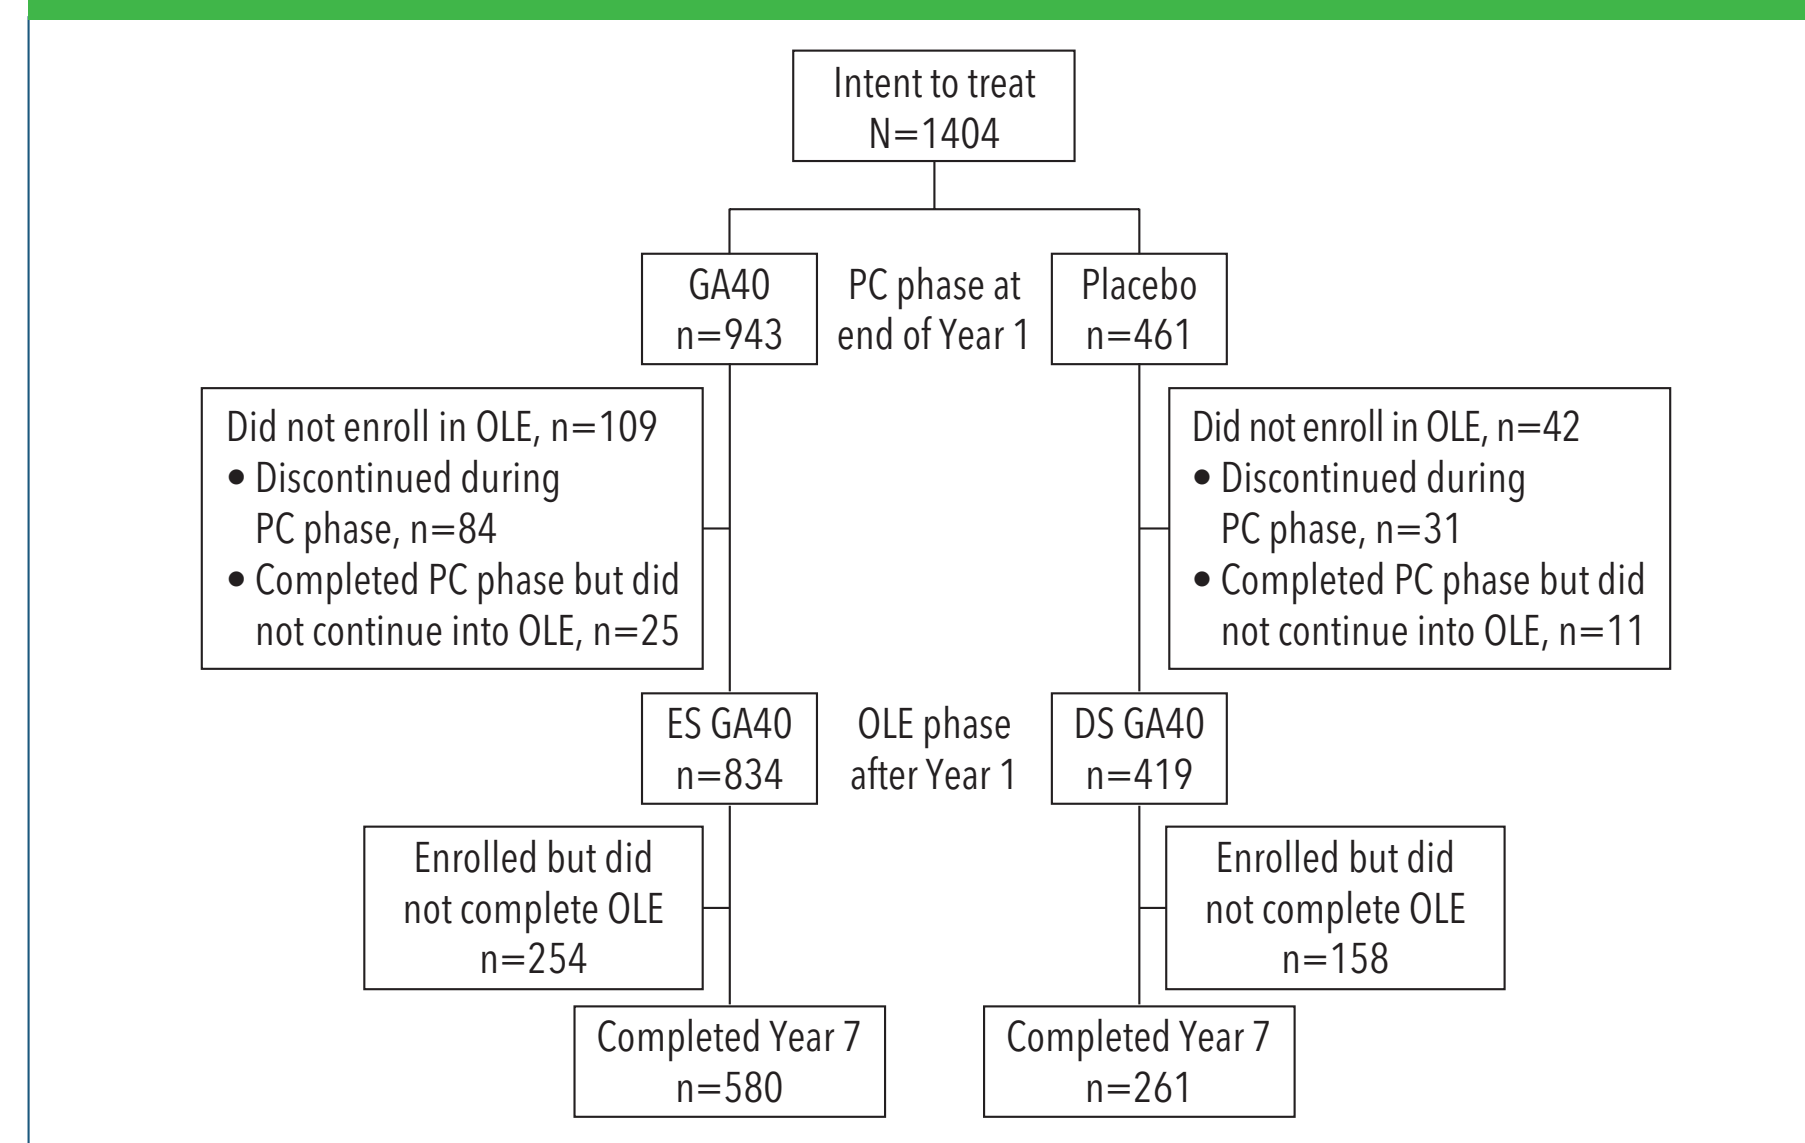 Intent to treat
N=1404
GA40
n=943
PC phase at
end of Year 1
Placebo
n=461
Did not enroll in OLE, n=109
• Discontinued during
PC phase, n=84
• Completed PC phase but did
not continue into OLE, n=25
Did not enroll in OLE, n=42
• Discontinued during
PC phase, n=31
• Completed PC phase but did
not continue into OLE, n=11
ES GA40
n=834
OLE phase
after Year 1
DS GA40
n=419
Enrolled but did
not complete OLE
n=254
Enrolled but did
not complete OLE
n=158
Completed Year 7
n=580
Completed Year 7
n=261